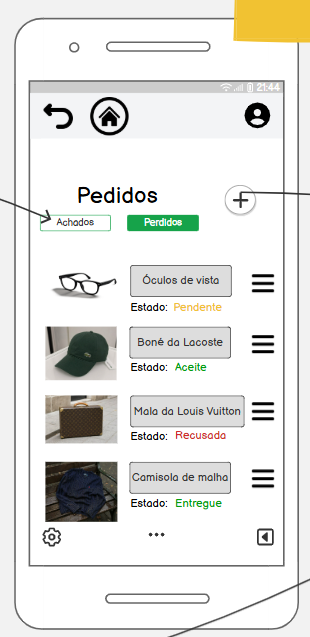 21:44
Pedidos
Achados
Perdidos
Óculos de vista
Estado: Pendente
Boné da Lacoste
Estado: Aceite
Mala da Louis Vuitton
Estado: Recusada
Camisola de malha
Estado: Entregue